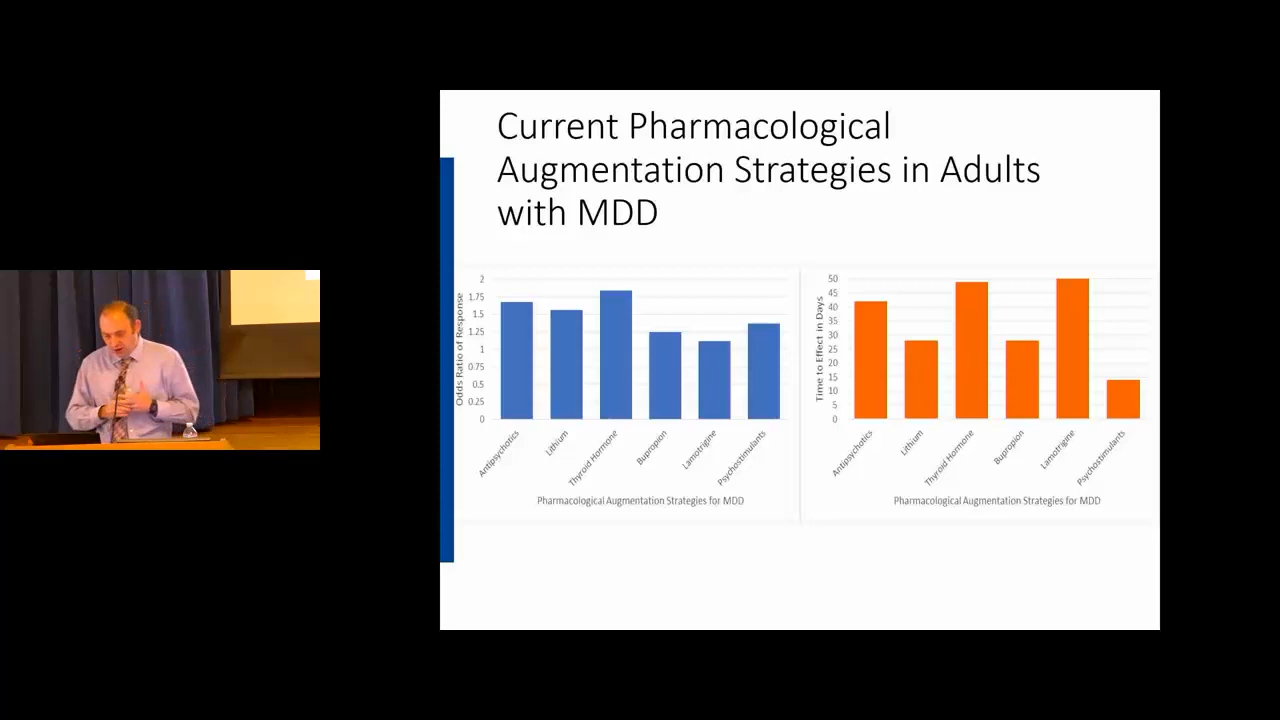 Current Pharmacological
Augmentation Strategies in Adults
with MDD
Odds Ratio of Response
2
1.75
1.5
1.25
1
0.75
0.5
0.25
0
Antipsychotics
Lithium
Thyroid Hormone
Bupropion
Lamotrigine
Psychostimulants
Pharmacological Augmentation Strategies for MDD
Time to Effect in Days
50
45
40
35
30
25
20
15
10
5
0
Antipsychotics
Lithium
Thyroid Hormone
Bupropion
Lamotrigine
Psychostimulants
Pharmacological Augmentation Strategies for MDD